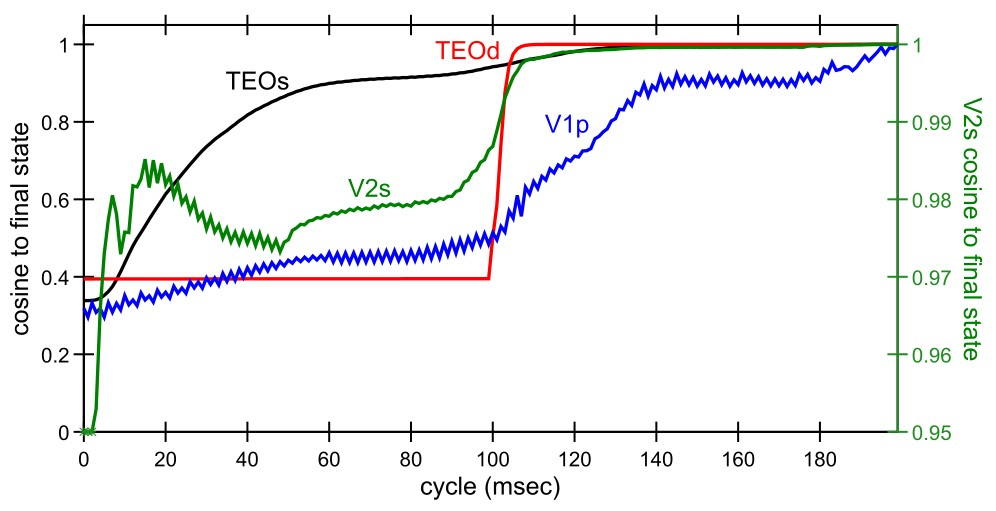 TEOs
TEOd
V1p
V2s
1
0.8
0.6
0.4
0.2
0
cosine to final state
1
0.99
0.98
0.97
0.96
0.95
V2s cosine to final state
0 20 40 60 80 100 120 140 160 180
cycle (msec)